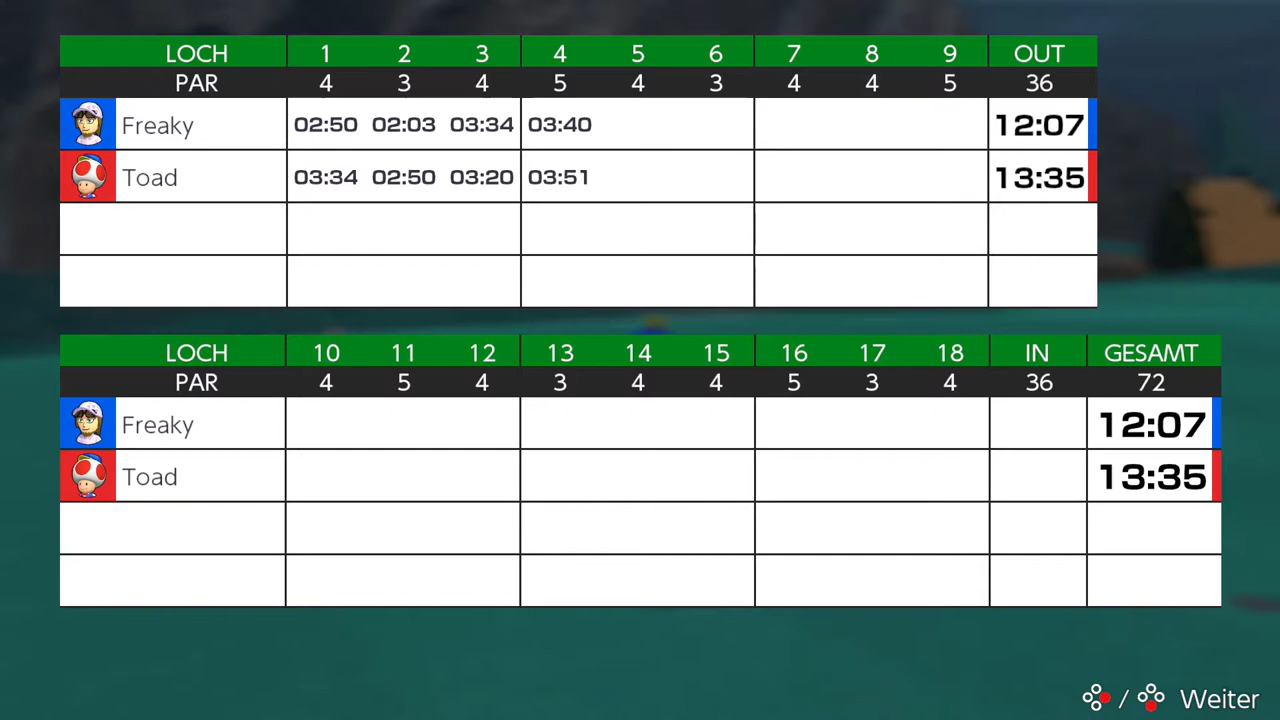 LOCH 1 2 3 4 5 6 7 8 9 OUT
PAR 4 3 4 5 4 3 4 4 5 36
Freaky 02:50 02:03 03:34 03:40 12:07
Toad 03:34 02:50 03:20 03:51 13:35
LOCH 10 11 12 13 14 15 16 17 18 IN GESAMT
PAR 4 5 4 3 4 4 5 3 4 36 72
Freaky 12:07
Toad 13:35
/ Weiter